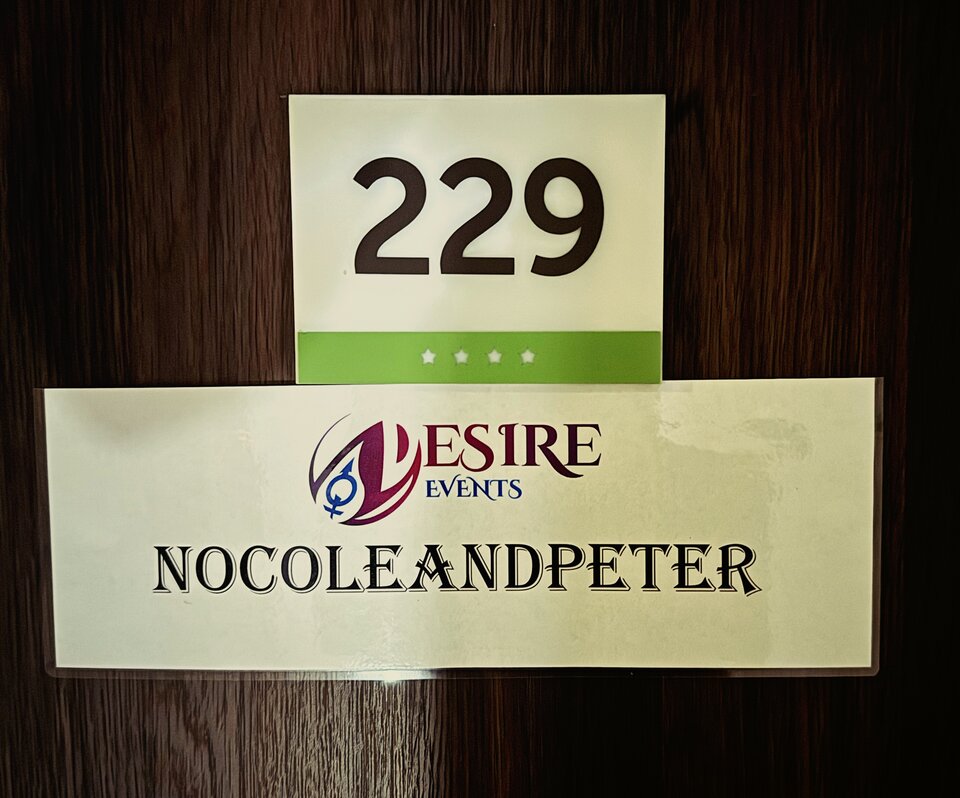 229
DESIRE
EVENTS
NOCOLEANDPETER